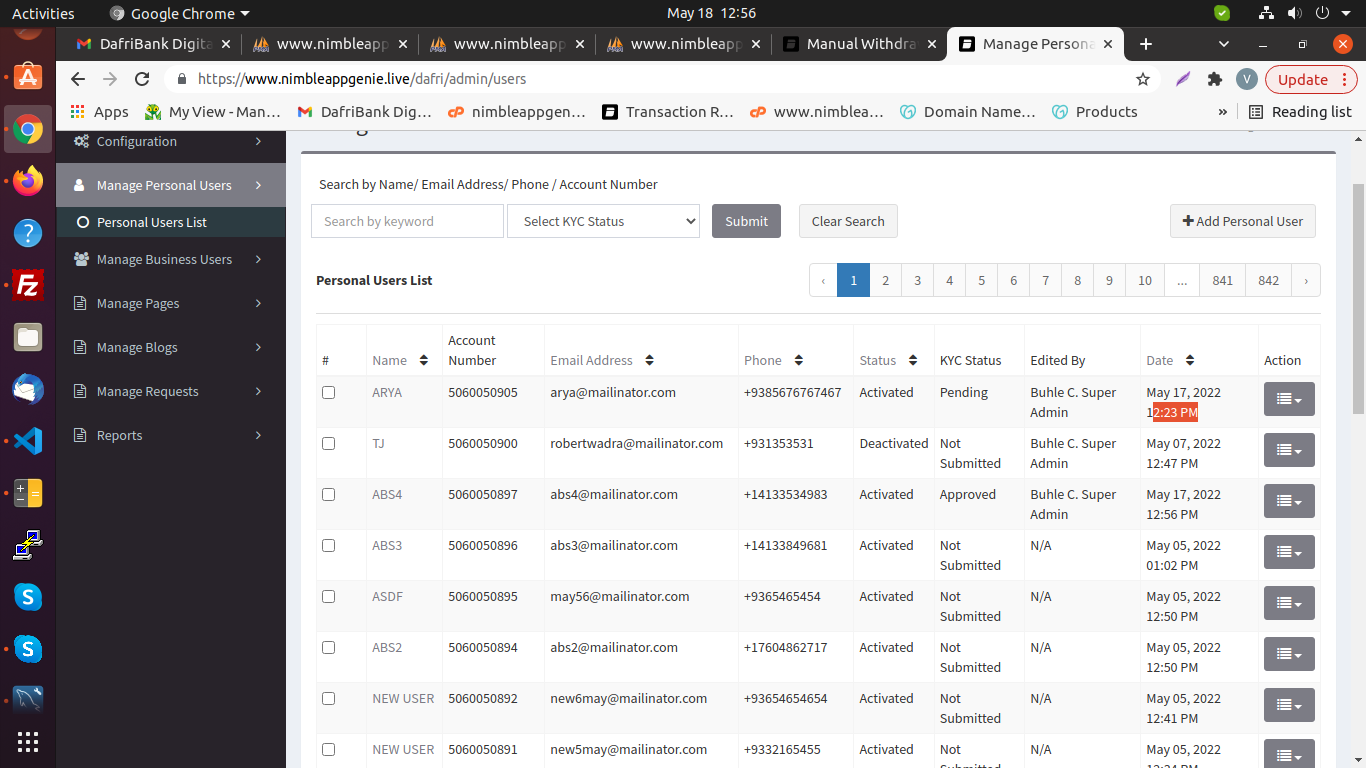 Activities
Google Chrome
May 18 12:56
DafriBank Digita
www.nimbleapp
www.nimbleapp
www.nimbleapp
Manual Withdra
Manage Persona
https://www.nimbleappgenie.live/dafri/admin/users
V
Update
Apps
My View - Man...
DafriBank Dig...
nimbleappgen...
Transaction R...
www.nimblea...
Domain Name...
Products
»
Reading list
Configuration
Manage Personal Users
Personal Users List
Manage Business Users
Manage Pages
Manage Blogs
Manage Requests
Reports
Search by Name/ Email Address/ Phone / Account Number
Search by keyword
Select KYC Status
Submit
Clear Search
+Add Personal User
Personal Users List
‹ 1 2 3 4 5 6 7 8 9 10 ... 841 842 ›
# Name Account Number Email Address Phone Status KYC Status Edited By Date Action
ARYA 5060050905 arya@mailinator.com +9385676767467 Activated Pending Buhle C. Super Admin May 17, 2022 12:23 PM
TJ 5060050900 robertwadra@mailinator.com +931353531 Deactivated Not Submitted Buhle C. Super Admin May 07, 2022 12:47 PM
ABS4 5060050897 abs4@mailinator.com +14133534983 Activated Approved Buhle C. Super Admin May 17, 2022 12:56 PM
ABS3 5060050896 abs3@mailinator.com +14133849681 Activated Not Submitted N/A May 05, 2022 01:02 PM
ASDF 5060050895 may56@mailinator.com +9365465454 Activated Not Submitted N/A May 05, 2022 12:50 PM
ABS2 5060050894 abs2@mailinator.com +17604862717 Activated Not Submitted N/A May 05, 2022 12:50 PM
NEW USER 5060050892 new6may@mailinator.com +93654654654 Activated Not Submitted N/A May 05, 2022 12:41 PM
NEW USER 5060050891 new5may@mailinator.com +9332165455 Activated Not N/A May 05, 2022